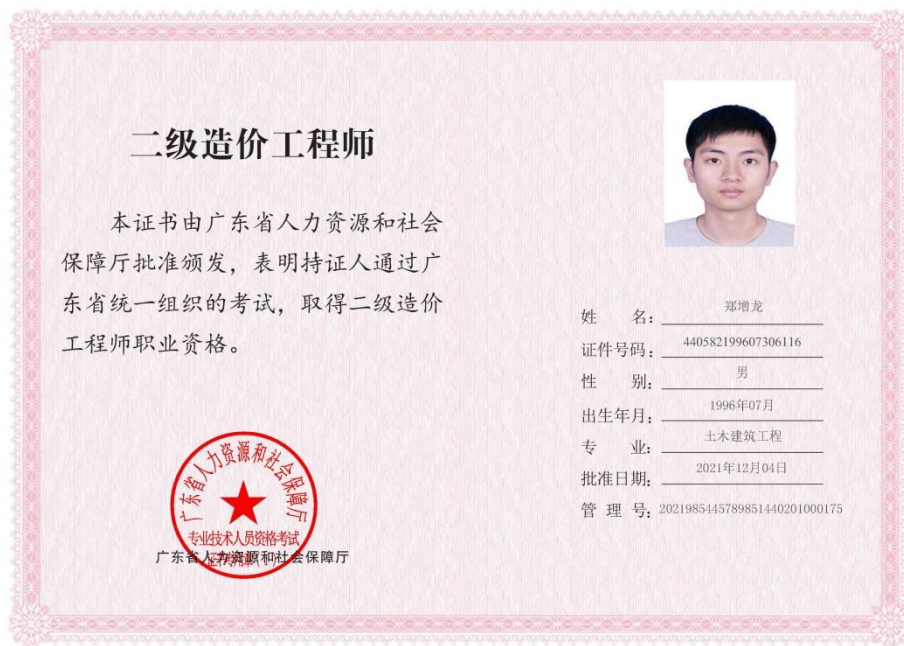 二级造价工程师
本证书由广东省人力资源和社会
保障厅批准颁发，表明持证人通过广
东省统一组织的考试，取得二级造价
工程师职业资格。
广东省人力资源和社会保障厅
专业技术人员资格考试
广东省人力资源和社会保障厅
姓 名：郑增龙
证件号码：440582199607306116
性 别：男
出生年月：1996年07月
专 业：土木建筑工程
批准日期：2021年12月04日
管 理 号：20219854457898514402​01000175